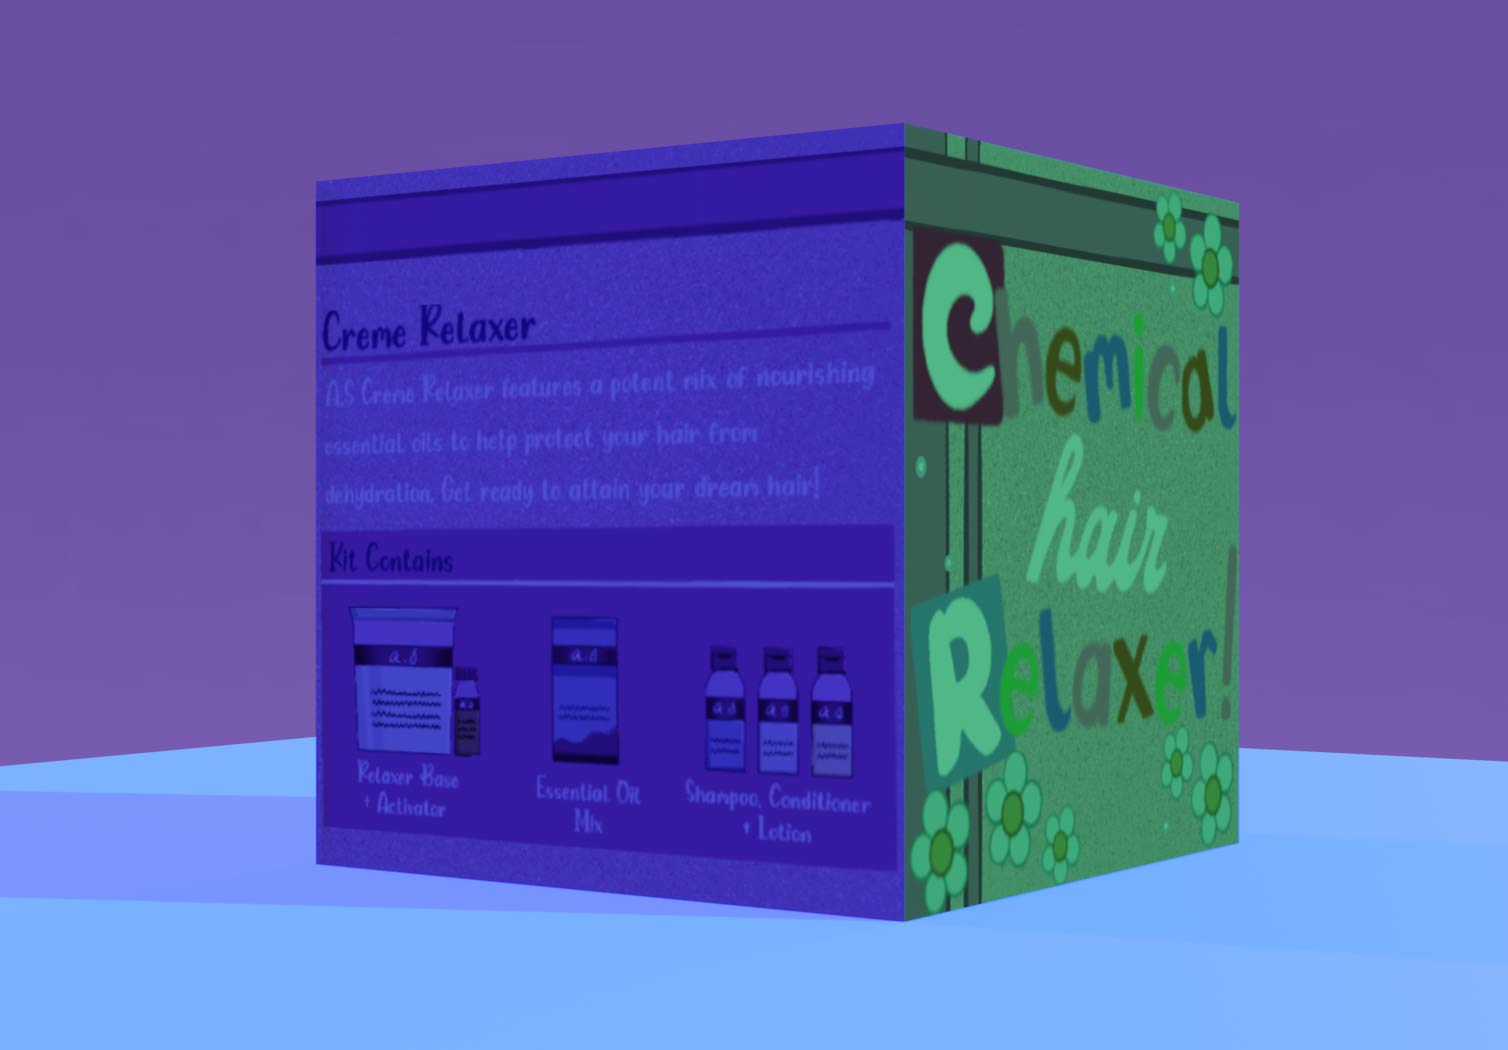 Creme Relaxer
A.S Creme Relaxer features a potent mix of nourishing
essential oils to help protect your hair from
dehydration. Get ready to attain your dream hair!
Kit Contains
a.s
a.s
a.s
a.s
a.s
a.s
Relaxer Base
+ Activator
Essential Oil
Mix
Shampoo, Conditioner
+ Lotion
Chemical
hair
Relaxer!